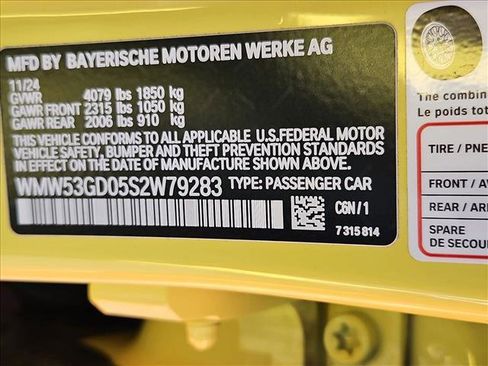 MFD BY BAYERISCHE MOTOREN WERKE AG
11/24
GVWR 4079 lbs 1850 kg
GAWR FRONT 2315 lbs 1050 kg
GAWR REAR 2006 lbs 910 kg
THIS VEHICLE CONFORMS TO ALL APPLICABLE U.S.FEDERAL MOTOR
VEHICLE SAFETY, BUMPER AND THEFT PREVENTION STANDARDS
IN EFFECT ON THE DATE OF MANUFACTURE SHOWN ABOVE
WMW53GD05S2W79283 TYPE: PASSENGER CAR
C6N / 1
7 315 814
The combin
Le poids tot
TIRE / PNE
FRONT / AV
REAR / AR
SPARE
DE SECOU